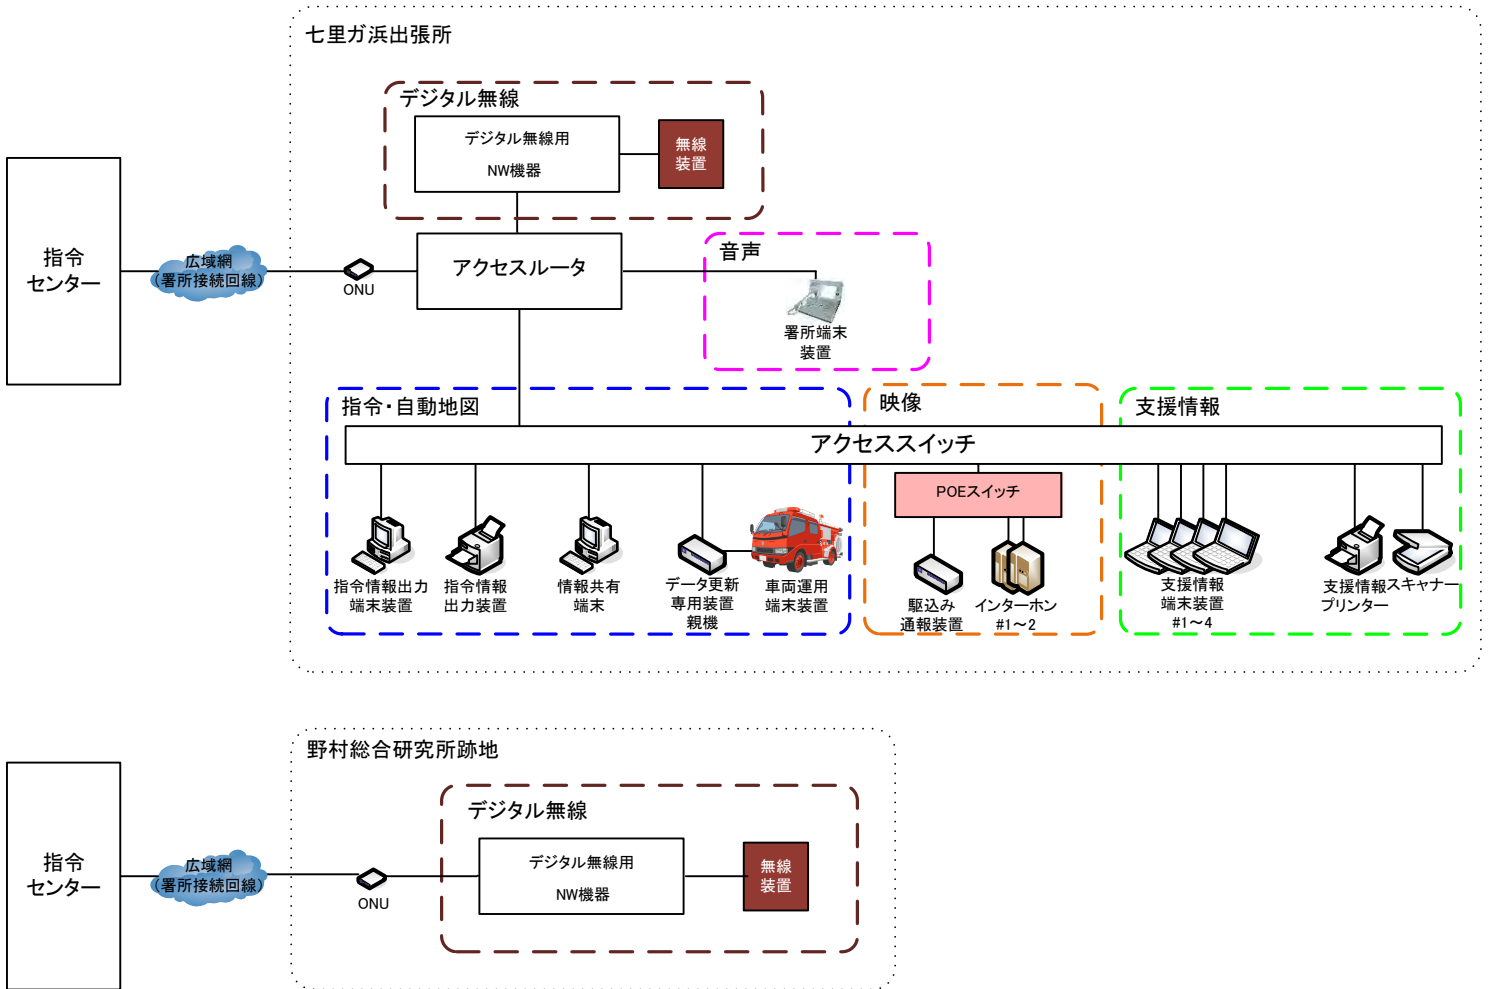 七里ガ浜出張所
デジタル無線
デジタル無線用
NW機器
無線
装置
指令
センター
広域網
(署所接続回線)
ONU
アクセスルータ
音声
署所端末
装置
指令・自動地図
映像
支援情報
アクセススイッチ
POEスイッチ
指令情報出力
端末装置
指令情報
出力装置
情報共有
端末
データ更新
専用装置
親機
車両運用
端末装置
駆込み
通報装置
インターホン
#1～2
支援情報
端末装置
#1～4
支援情報
プリンター
スキャナー
野村総合研究所跡地
デジタル無線
デジタル無線用
NW機器
無線
装置
指令
センター
広域網
(署所接続回線)
ONU